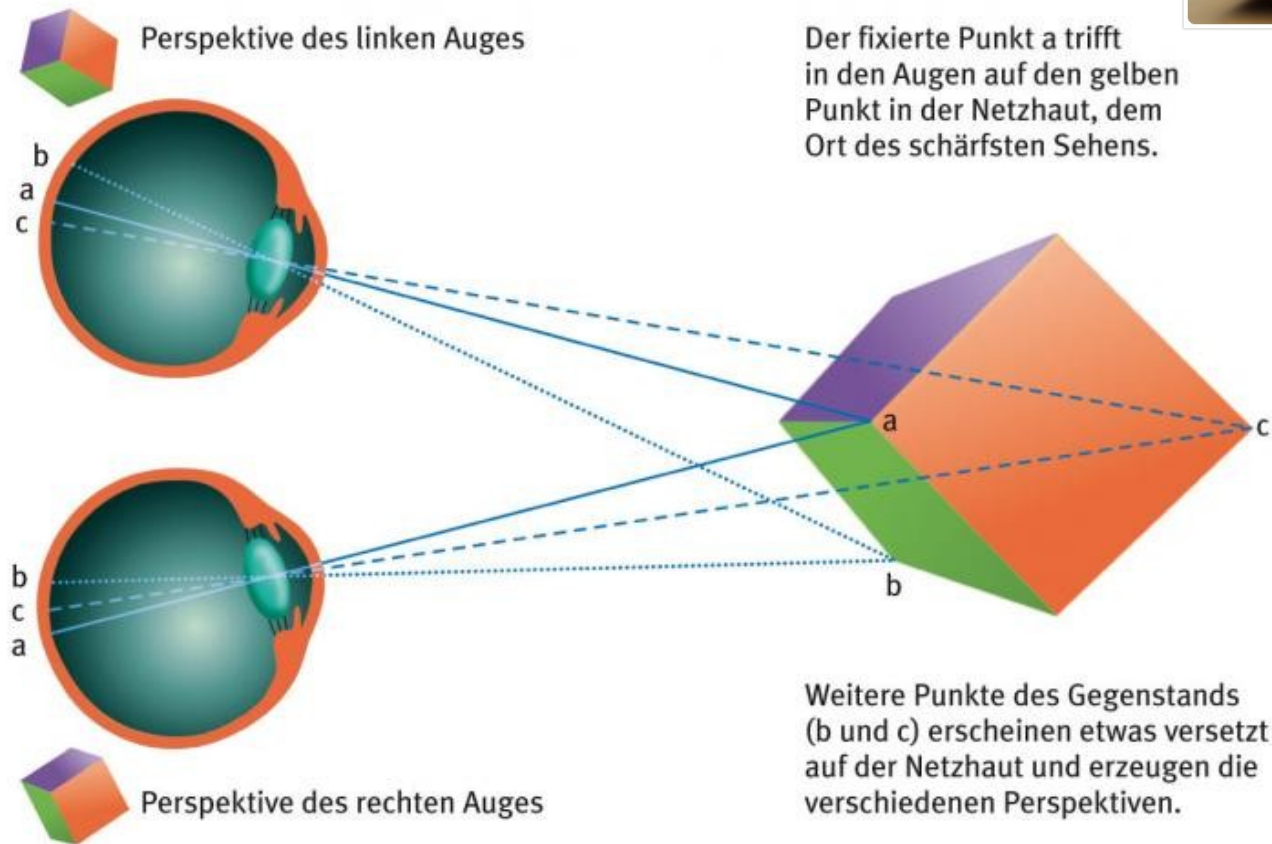 Perspektive des linken Auges
Der fixierte Punkt a trifft
in den Augen auf den gelben
Punkt in der Netzhaut, dem
Ort des schärfsten Sehens.
b
a
c
a
c
b
b
c
a
Weitere Punkte des Gegenstands
(b und c) erscheinen etwas versetzt
auf der Netzhaut und erzeugen die
verschiedenen Perspektiven.
Perspektive des rechten Auges